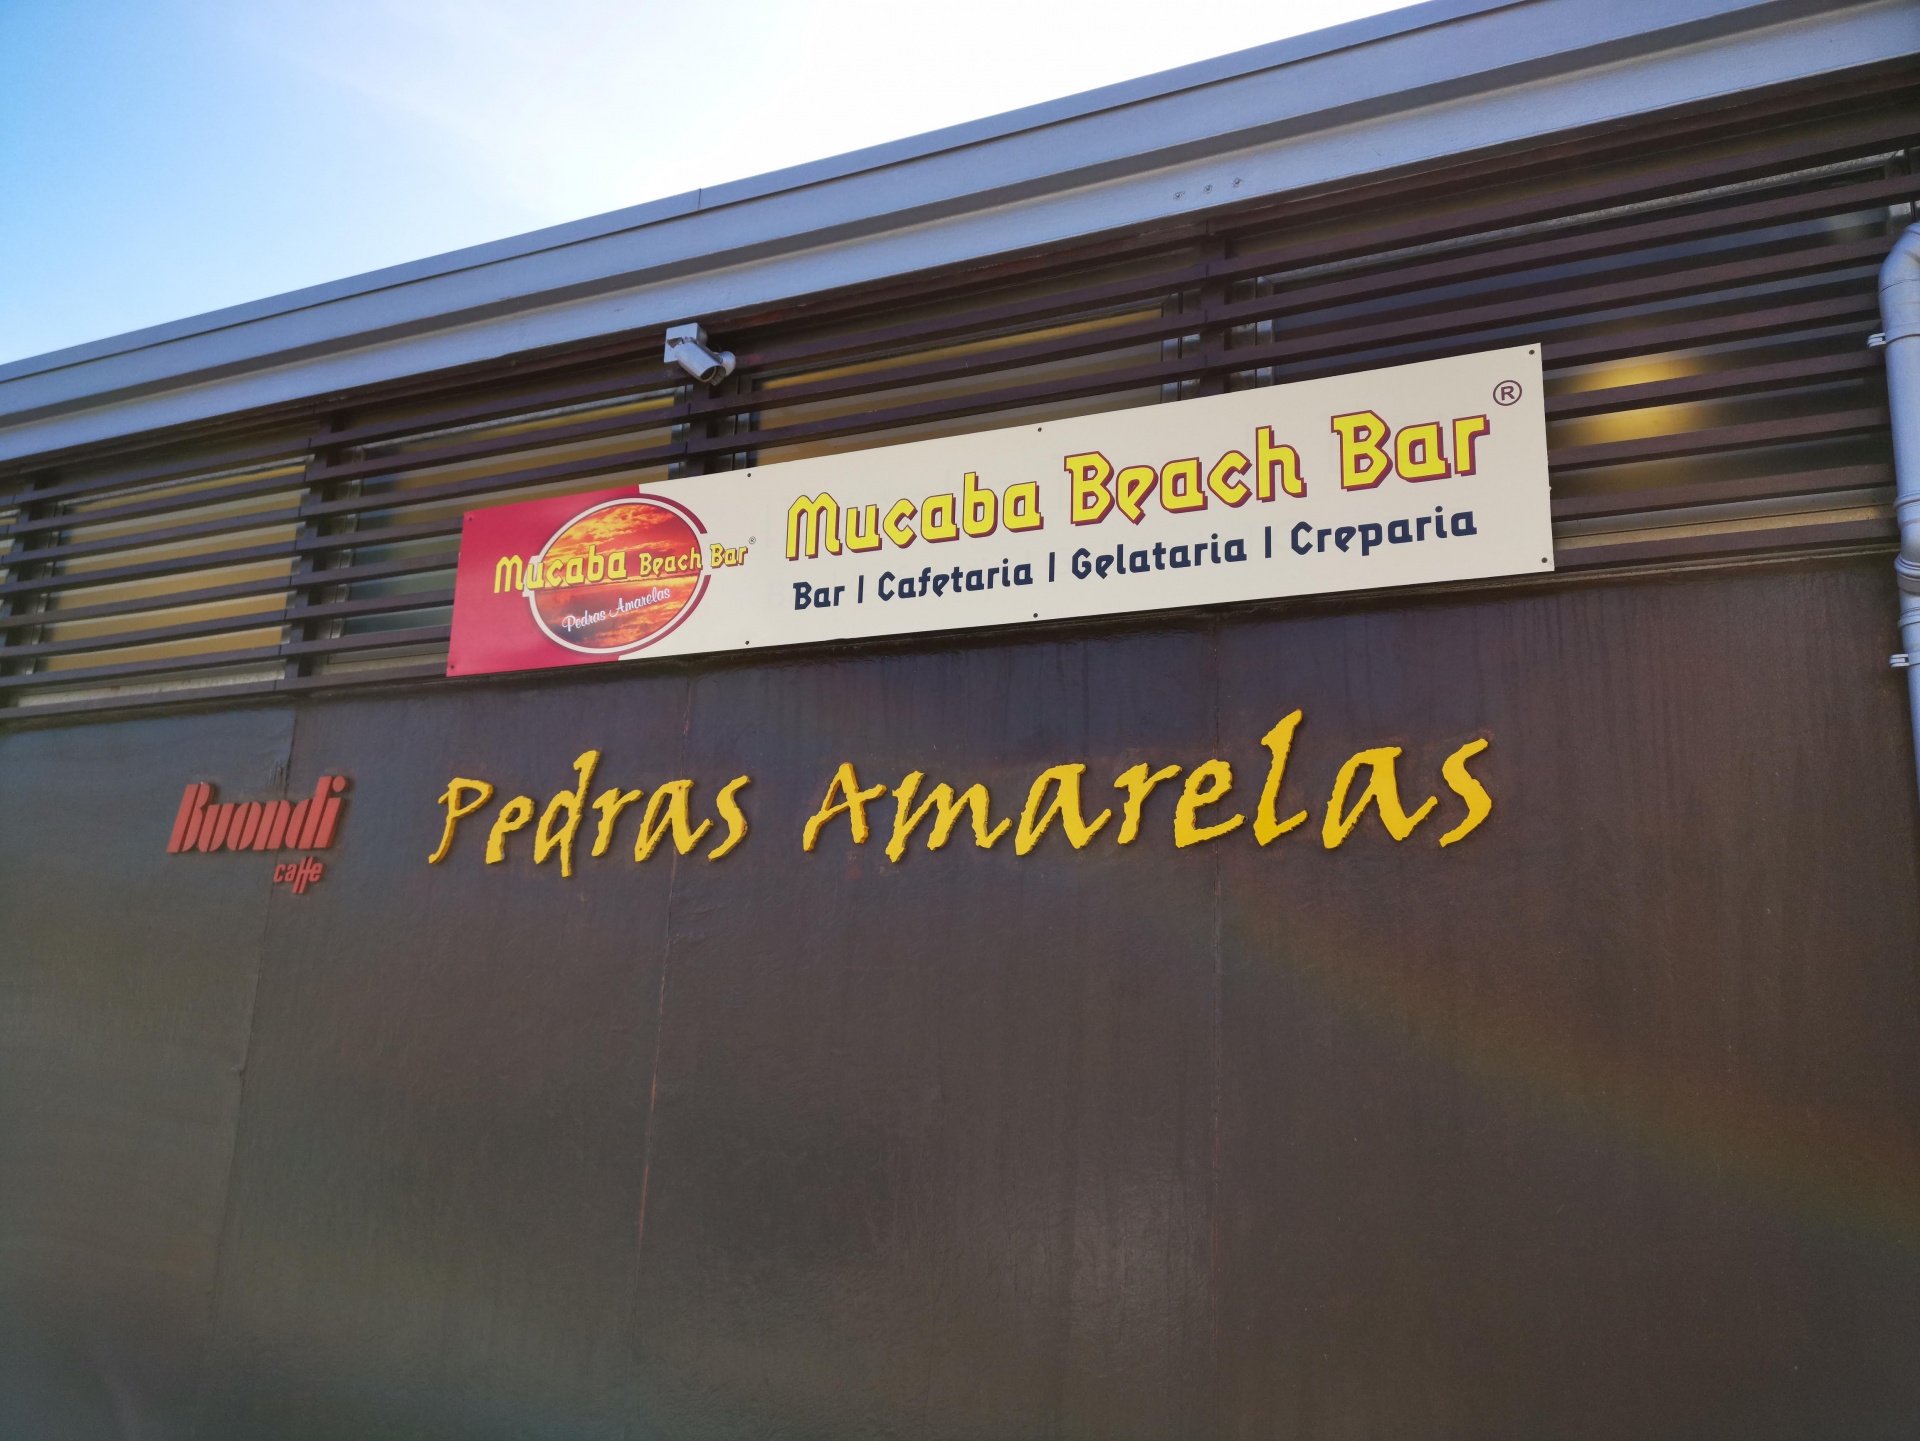 Mucaba Beach Bar®
Pedras Amarelas
Mucaba Beach Bar ®
Bar | Cafetaria | Gelataria | Creparia
Buondi
caffe
Pedras Amarelas